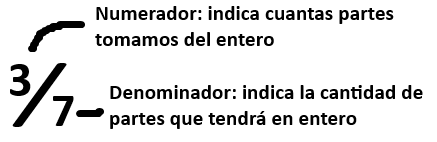 Numerador: indica cuantas partes
tomamos del entero
3/7
Denominador: indica la cantidad de
partes que tendrá en entero